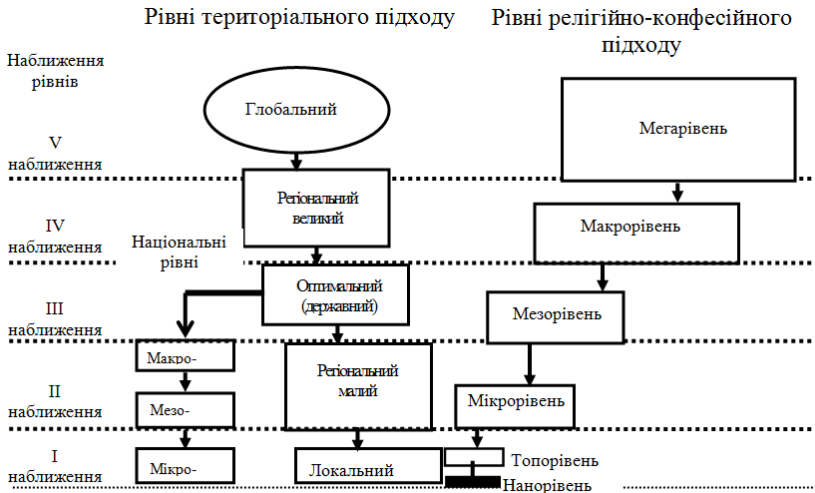 Рівні територіального підходу
Рівні релігійно-конфесійного
підходу
Наближення
рівнів
Глобальний
Мегарівень
V
наближення
Регіональний
великий
Макрорівень
IV
наближення
Національні
рівні
Оптимальний
(державний)
Мезорівень
III
наближення
Макро-
Регіональний
малий
II
наближення
Мезо-
Мікрорівень
I
наближення
Мікро-
Локальний
Топорівень
Нанорівень